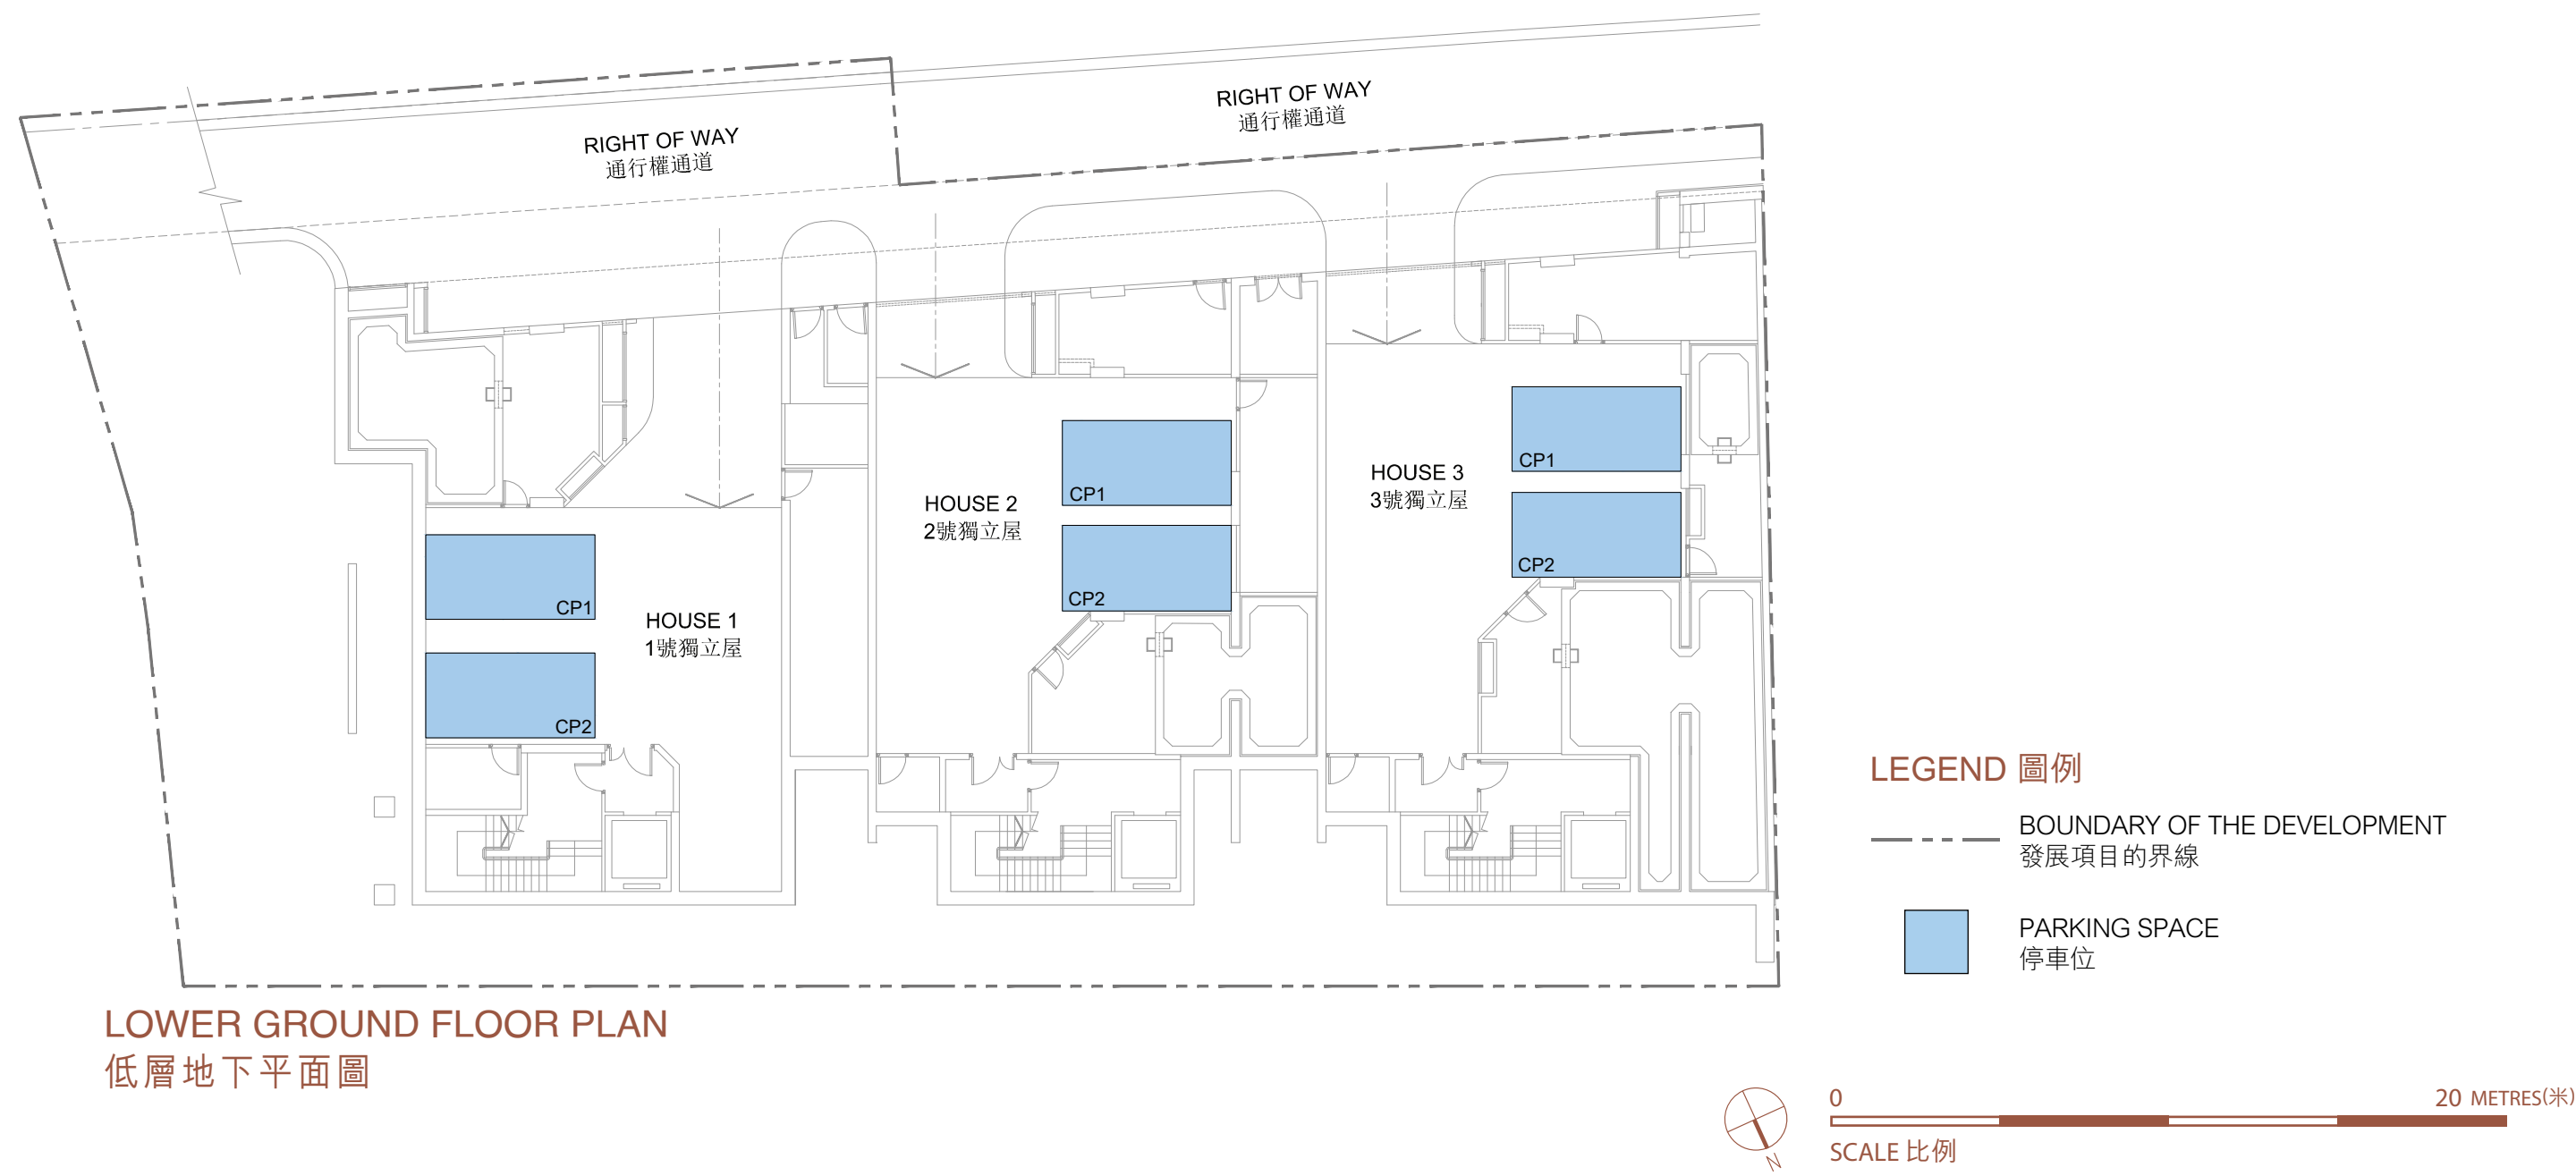 RIGHT OF WAY
通行權通道
RIGHT OF WAY
通行權通道
HOUSE 1
1號獨立屋
CP1
CP2
HOUSE 2
2號獨立屋
CP1
CP2
HOUSE 3
3號獨立屋
CP1
CP2
LEGEND 圖例
BOUNDARY OF THE DEVELOPMENT
發展項目的界線
PARKING SPACE
停車位
LOWER GROUND FLOOR PLAN
低層地下平面圖
N
0 20 METRES(米)
SCALE 比例